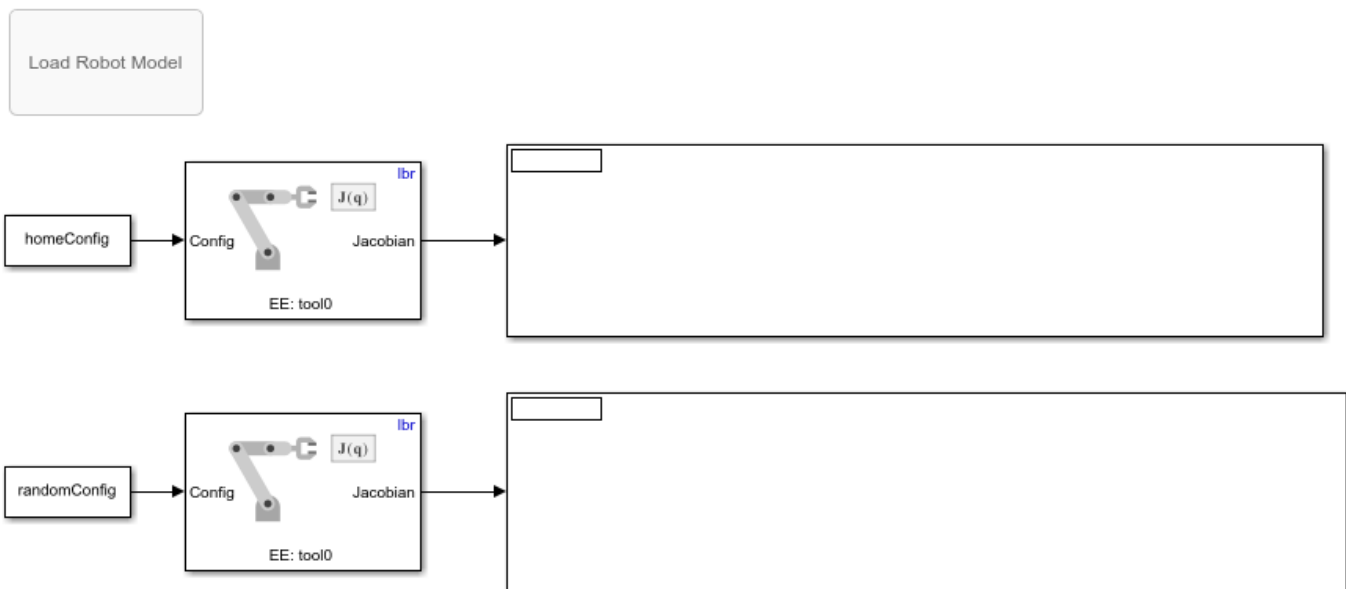 Load Robot Model
lbr
J(q)
homeConfig
Config
Jacobian
EE: tool0
lbr
J(q)
randomConfig
Config
Jacobian
EE: tool0